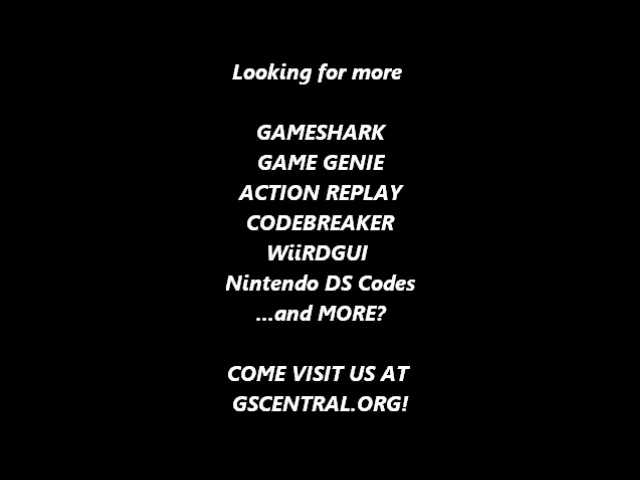 Looking for more
GAMESHARK
GAME GENIE
ACTION REPLAY
CODEBREAKER
WiiRDGUI
Nintendo DS Codes
...and MORE?
COME VISIT US AT
GSCENTRAL.ORG!